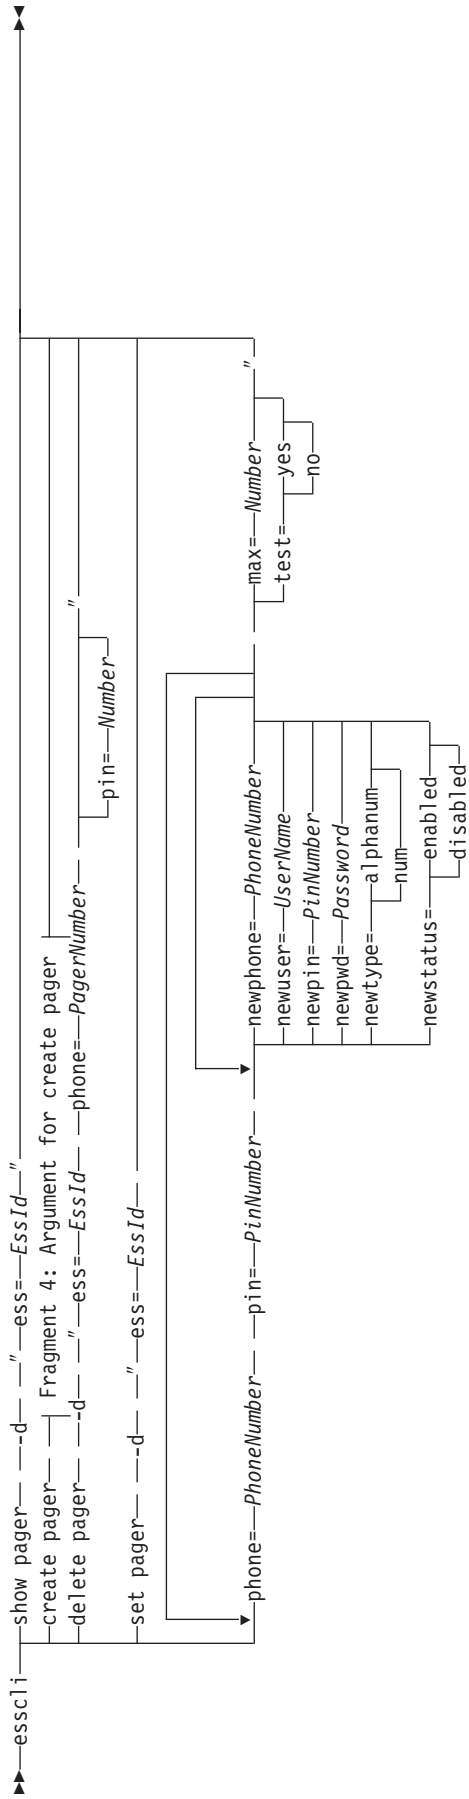 esscli show pager -d " ess= EssId "
create pager Fragment 4: Argument for create pager
delete pager -d " ess= EssId phone= PagerNumber "
pin= Number
set pager -d " ess= EssId
phone= PhoneNumber pin= PinNumber newphone= PhoneNumber max= Number "
newuser= UserName test= yes
newpin= PinNumber no
newpwd= Password
newtype= alphanum
num
newstatus= enabled
disabled